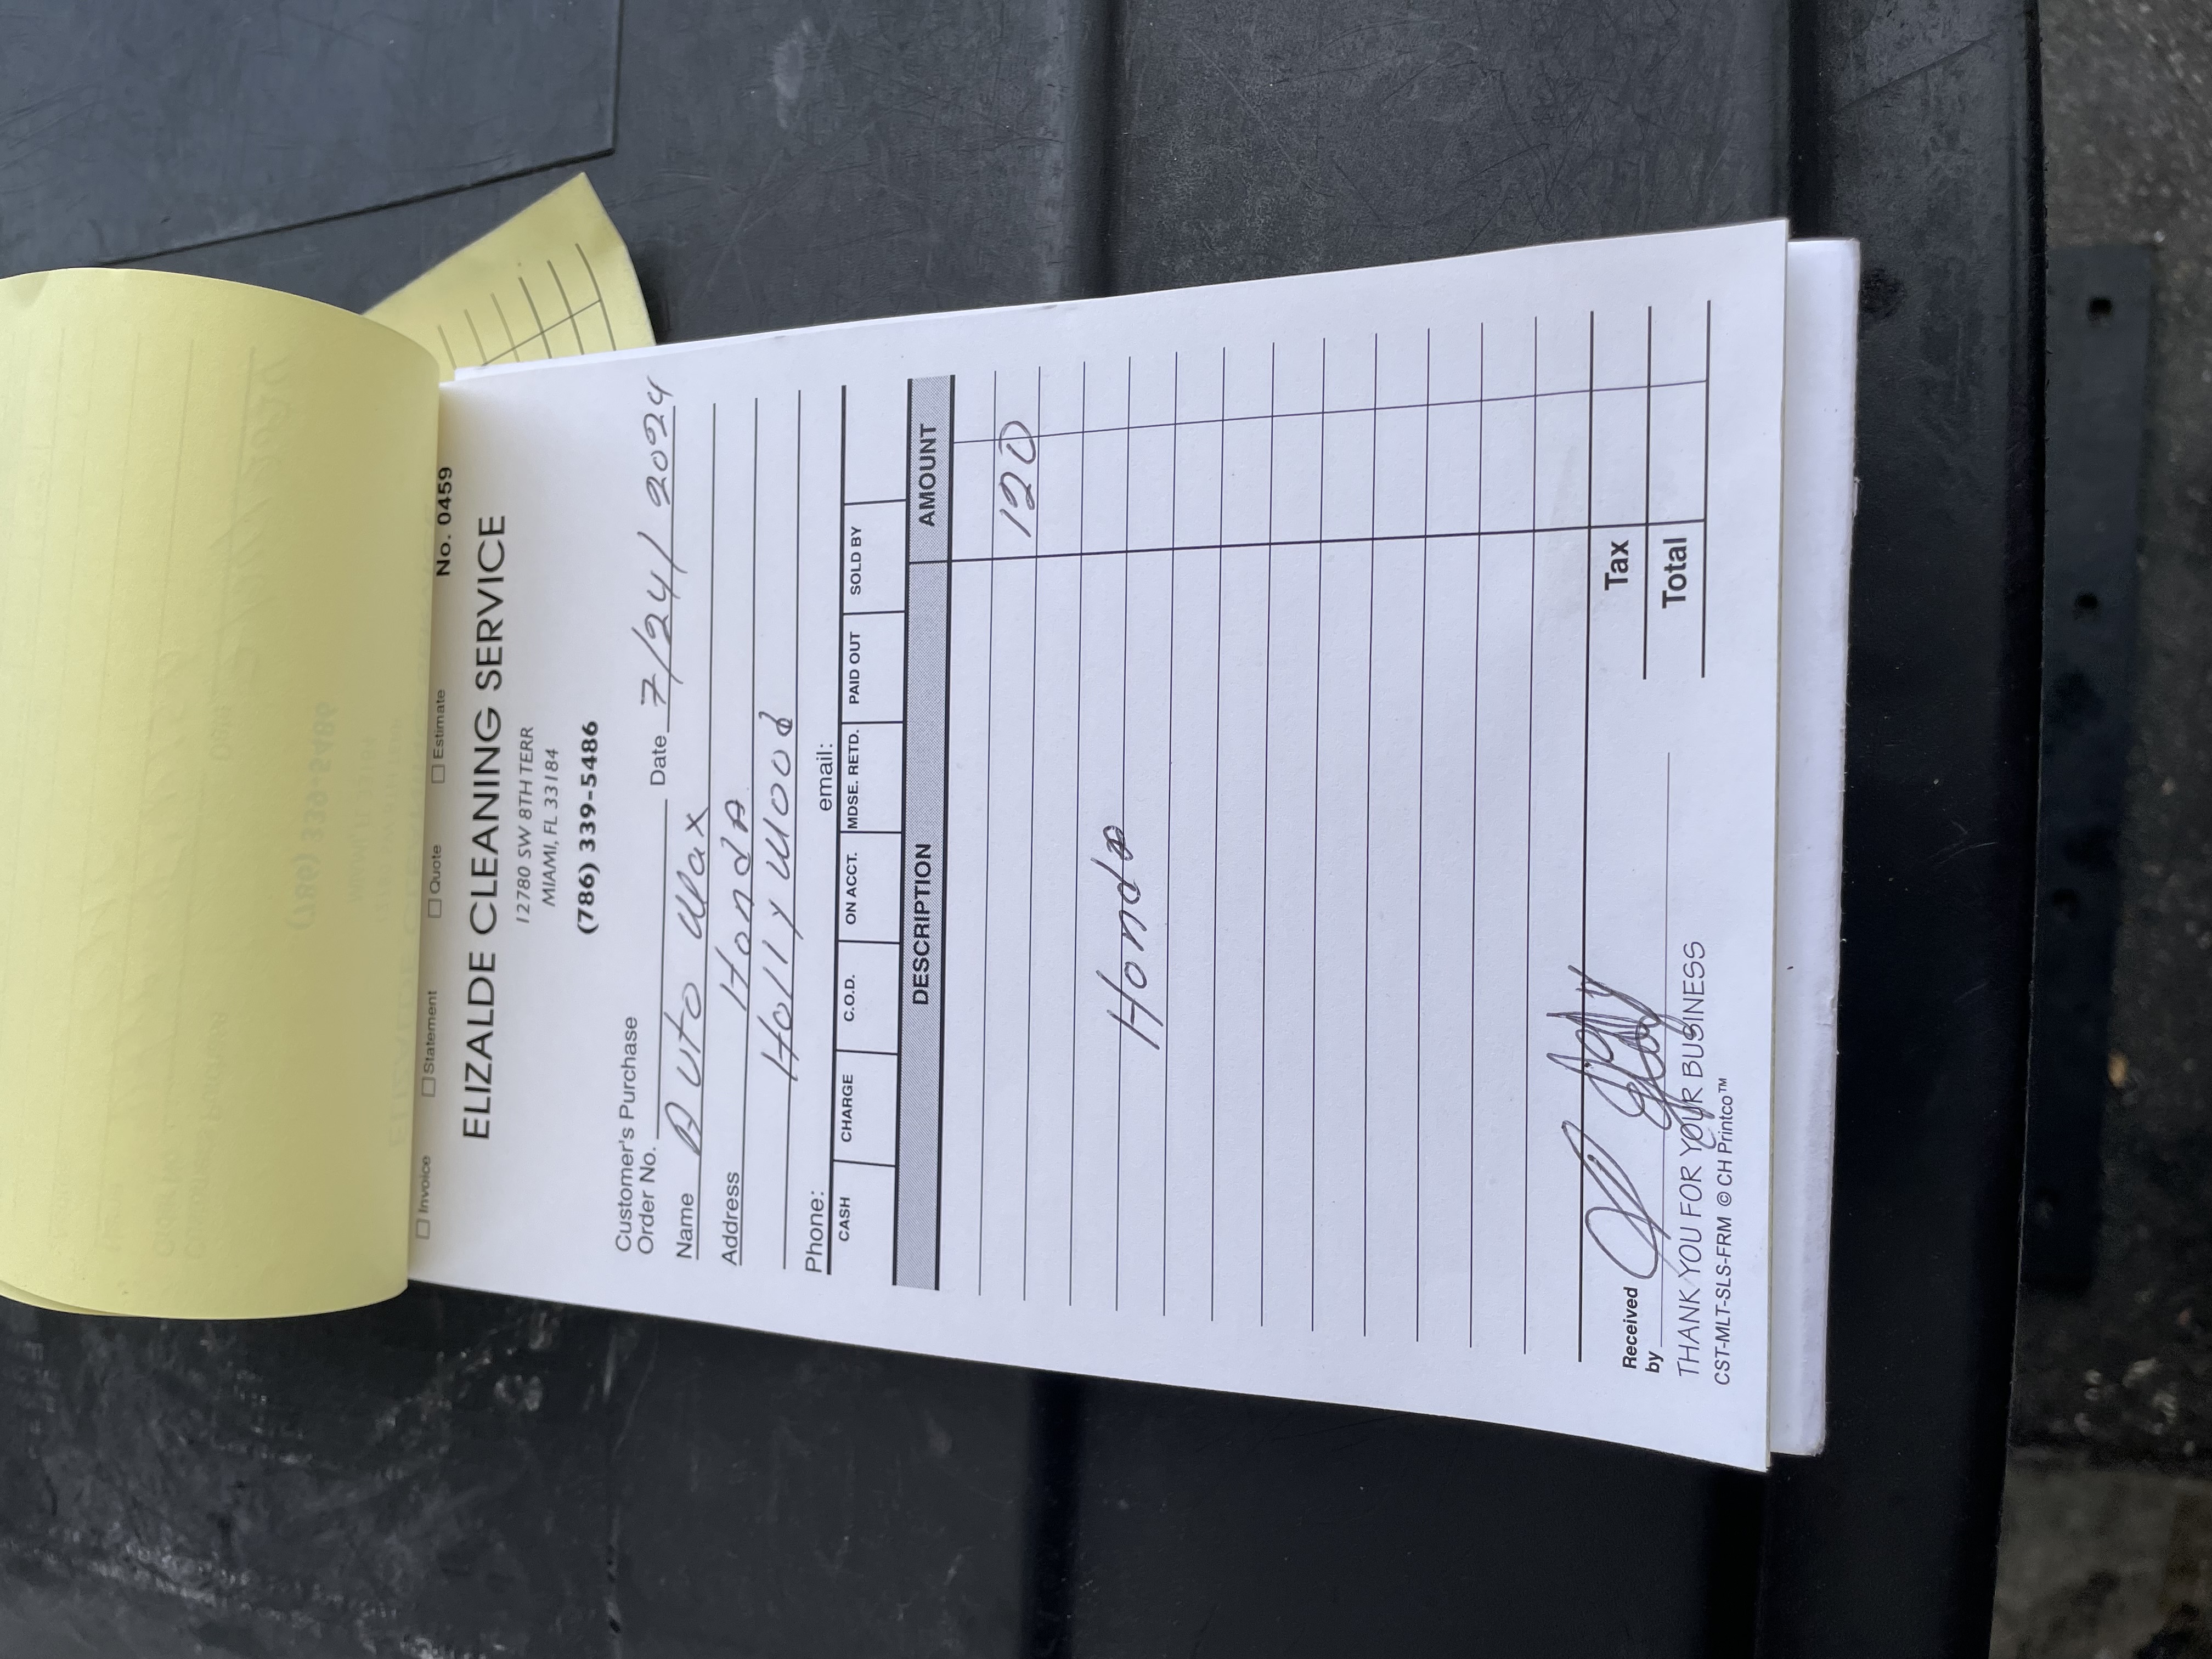 No. 0459
☐ Invoice ☐ Statement ☐ Quote ☐ Estimate
ELIZALDE CLEANING SERVICE
12780 SW 8TH TERR
MIAMI, FL 33184
(786) 339-5486
Customer's Purchase
Order No. Date 7/24/2024
Name Auto Wax
Address Honda
Hollywood
Phone: email:
CASH CHARGE C.O.D. ON ACCT. MDSE. RETD. PAID OUT SOLD BY
DESCRIPTION AMOUNT
120
Honda
Tax
Received
by Total
THANK YOU FOR YOUR BUSINESS
CST-MLT-SLS-FRM © CH Printco™